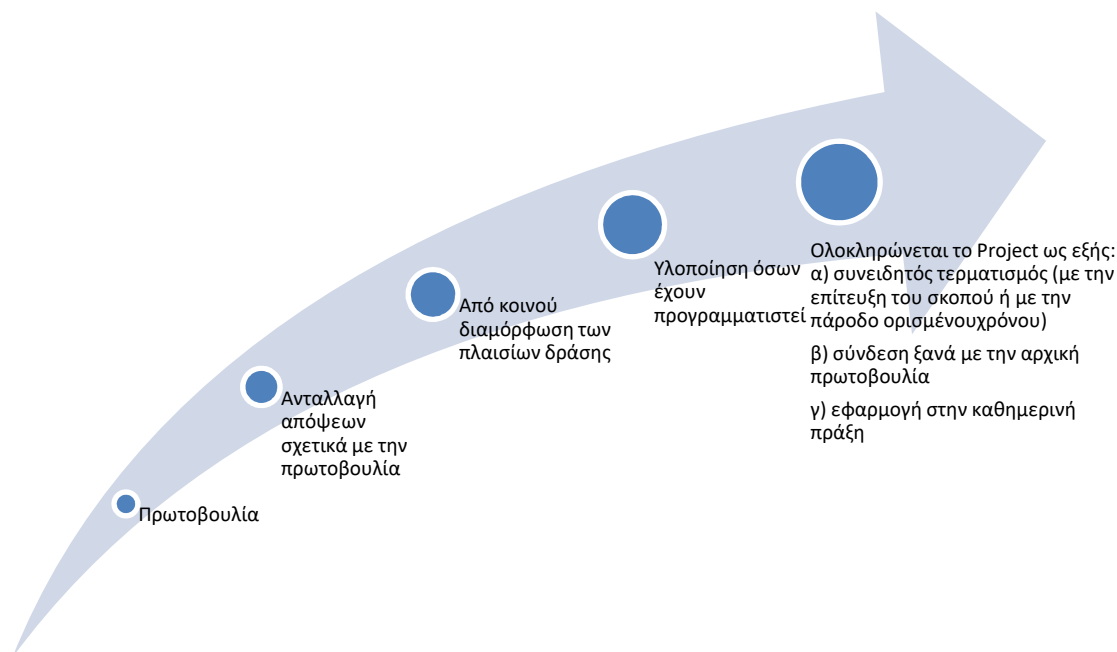 Πρωτοβουλία
Ανταλλαγή
απόψεων
σχετικά με την
πρωτοβουλία
Από κοινού
διαμόρφωση των
πλαισίων δράσης
Υλοποίηση όσων
έχουν
προγραμματιστεί
Ολοκληρώνεται το Project ως εξής:
α) συνειδητός τερματισμός (με την
επίτευξη του σκοπού ή με την
πάροδο ορισμένουχρόνου)
β) σύνδεση ξανά με την αρχική
πρωτοβουλία
γ) εφαρμογή στην καθημερινή
πράξη